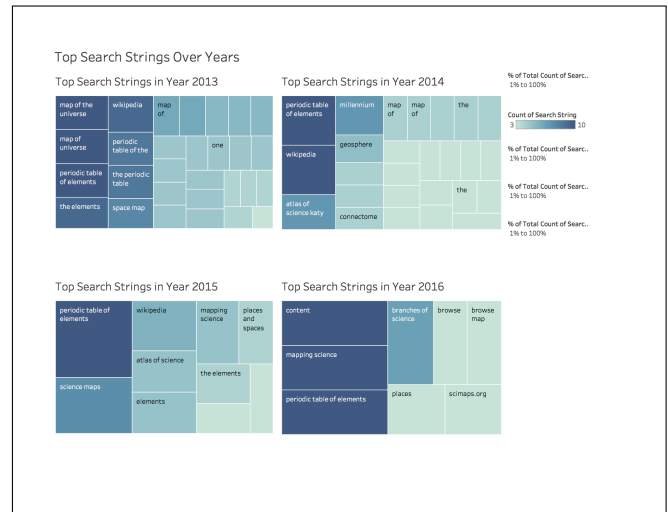 Top Search Strings Over Years
Top Search Strings in Year 2013
map of the
universe
wikipedia
map
of
map of
universe
periodic
table of the
one
periodic table
of elements
the periodic
table
the elements
space map
Top Search Strings in Year 2014
periodic table
of elements
millennium
map
of
map
of
the
wikipedia
geosphere
atlas of
science katy
connectome
the
% of Total Count of Searc..
1% to 100%
Count of Search String
3
10
% of Total Count of Searc..
1% to 100%
% of Total Count of Searc..
1% to 100%
% of Total Count of Searc..
1% to 100%
Top Search Strings in Year 2015
periodic table of
elements
wikipedia
mapping
science
places
and
spaces
atlas of science
the elements
science maps
elements
Top Search Strings in Year 2016
content
branches of
science
browse
browse
map
mapping science
periodic table of elements
places
scimaps.org